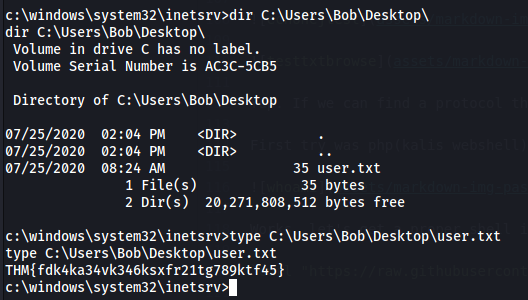 c:\windows\system32\inetsrv>dir C:\Users\Bob\Desktop\
dir C:\Users\Bob\Desktop\
 Volume in drive C has no label.
 Volume Serial Number is AC3C-5CB5

 Directory of C:\Users\Bob\Desktop

07/25/2020  02:04 PM    <DIR>          .
07/25/2020  02:04 PM    <DIR>          ..
07/25/2020  08:24 AM                35 user.txt
               1 File(s)             35 bytes
               2 Dir(s)  20,271,808,512 bytes free

c:\windows\system32\inetsrv>type C:\Users\Bob\Desktop\user.txt
type C:\Users\Bob\Desktop\user.txt
THM{fdk4ka34vk346ksxfr21tg789ktf45}
c:\windows\system32\inetsrv>